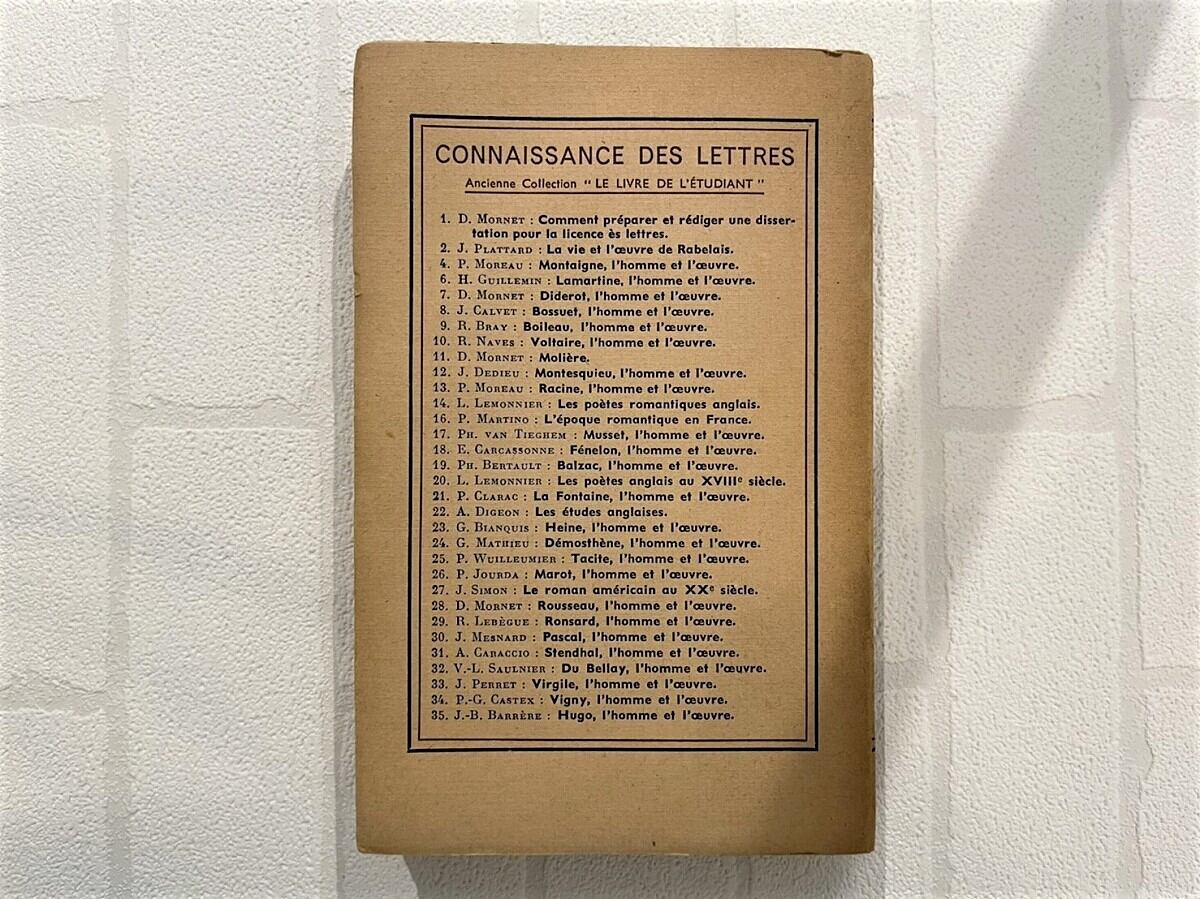 CONNAISSANCE DES LETTRES
Ancienne Collection " LE LIVRE DE L'ÉTUDIANT "
1. D. MORNET : Comment préparer et rédiger une disser-
tation pour la licence ès lettres.
2. J. PLATTARD : La vie et l'œuvre de Rabelais.
4. P. MOREAU : Montaigne, l'homme et l'œuvre.
6. H. GUILLEMIN : Lamartine, l'homme et l'œuvre.
7. D. MORNET : Diderot, l'homme et l'œuvre.
8. J. CALVET : Bossuet, l'homme et l'œuvre.
9. R. BRAY : Boileau, l'homme et l'œuvre.
10. R. NAVES : Voltaire, l'homme et l'œuvre.
11. D. MORNET : Molière.
12. J. DEDIEU : Montesquieu, l'homme et l'œuvre.
13. P. MOREAU : Racine, l'homme et l'œuvre.
14. L. LEMONNIER : Les poètes romantiques anglais.
16. P. MARTINO : L'époque romantique en France.
17. PH. VAN TIEGHEM : Musset, l'homme et l'œuvre.
18. E. CARCASSONNE : Fénelon, l'homme et l'œuvre.
19. PH. BERTAULT : Balzac, l'homme et l'œuvre.
20. L. LEMONNIER : Les poètes anglais au XVIIIe siècle.
21. P. CLARAC : La Fontaine, l'homme et l'œuvre.
22. A. DIGEON : Les études anglaises.
23. G. BIANQUIS : Heine, l'homme et l'œuvre.
24. G. MATHIEU : Démosthène, l'homme et l'œuvre.
25. P. WUILLEUMIER : Tacite, l'homme et l'œuvre.
26. P. JOURDA : Marot, l'homme et l'œuvre.
27. J. SIMON : Le roman américain au XXe siècle.
28. D. MORNET : Rousseau, l'homme et l'œuvre.
29. R. LEBÈGUE : Ronsard, l'homme et l'œuvre.
30. J. MESNARD : Pascal, l'homme et l'œuvre.
31. A. CARACCIO : Stendhal, l'homme et l'œuvre.
32. V.-L. SAULNIER : Du Bellay, l'homme et l'œuvre.
33. J. PERRET : Virgile, l'homme et l'œuvre.
34. P.-G. CASTEX : Vigny, l'homme et l'œuvre.
35. J.-B. BARRÈRE : Hugo, l'homme et l'œuvre.